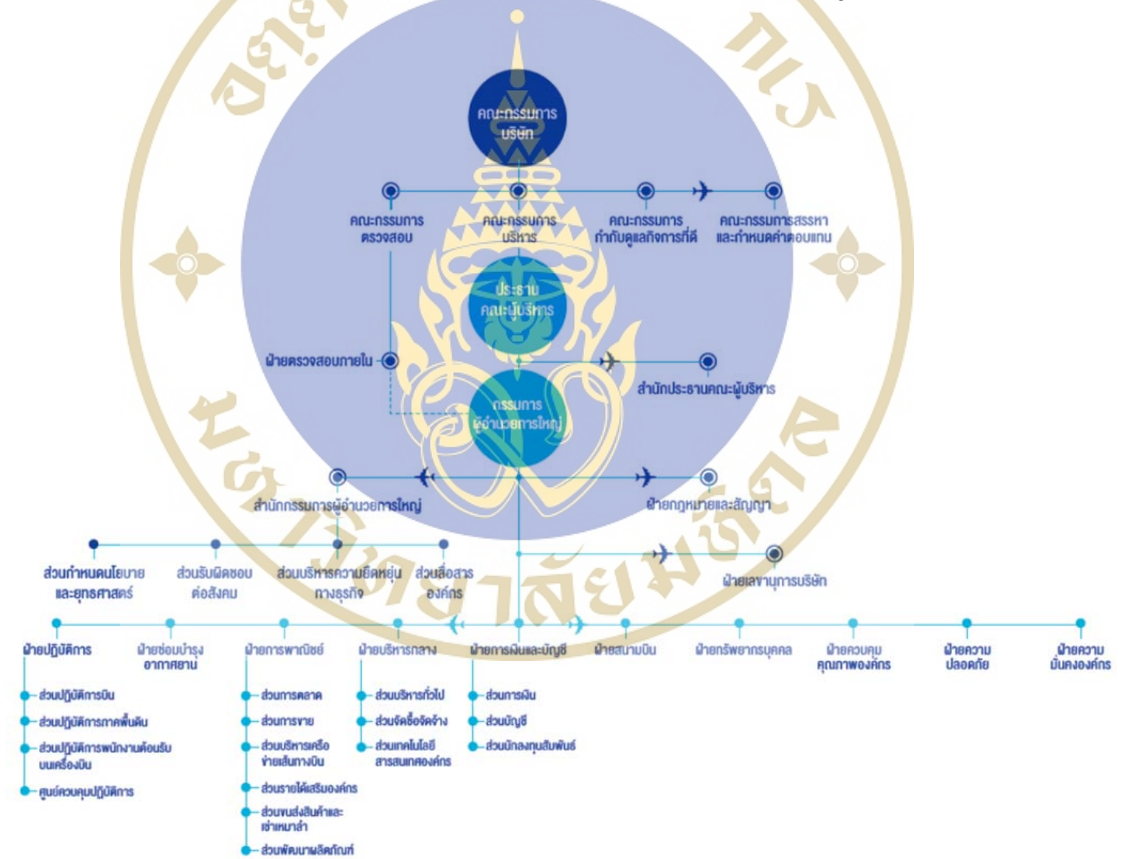 คณะกรรมการ
บริษัท
คณะกรรมการ
ตรวจสอบ
คณะกรรมการ
บริหาร
คณะกรรมการ
กำกับดูแลกิจการที่ดี
คณะกรรมการสรรหา
และกำหนดค่าตอบแทน
ประธาน
คณะผู้บริหาร
ฝ่ายตรวจสอบภายใน
สำนักประธานคณะผู้บริหาร
กรรมการ
ผู้อำนวยการใหญ่
สำนักกรรมการผู้อำนวยการใหญ่
ฝ่ายกฎหมายและสัญญา
ส่วนกำหนดนโยบาย
และยุทธศาสตร์
ส่วนรับผิดชอบ
ต่อสังคม
ส่วนบริหารความยืดหยุ่น
ทางธุรกิจ
ส่วนสื่อสาร
องค์กร
ฝ่ายเลขานุการบริษัท
ฝ่ายปฏิบัติการ
ฝ่ายซ่อมบำรุง
อากาศยาน
ฝ่ายการพาณิชย์
ฝ่ายบริหารกลาง
ฝ่ายการเงินและบัญชี
ฝ่ายสนามบิน
ฝ่ายทรัพยากรบุคคล
ฝ่ายควบคุม
คุณภาพองค์กร
ฝ่ายความ
ปลอดภัย
ฝ่ายความ
มั่นคงองค์กร
ส่วนปฏิบัติการบิน
ส่วนปฏิบัติการภาคพื้นดิน
ส่วนปฏิบัติการพนักงานต้อนรับ
บนเครื่องบิน
ศูนย์ควบคุมปฏิบัติการ
ส่วนการตลาด
ส่วนการขาย
ส่วนบริหารเครือ
ข่ายเส้นทางบิน
ส่วนรายได้เสริมองค์กร
ส่วนขนส่งสินค้าและ
เช่าเหมาลำ
ส่วนพัฒนาผลิตภัณฑ์
ส่วนบริหารทั่วไป
ส่วนจัดซื้อจัดจ้าง
ส่วนเทคโนโลยี
สารสนเทศองค์กร
ส่วนการเงิน
ส่วนบัญชี
ส่วนนักลงทุนสัมพันธ์
มหาวิทยาลัยมหิดล